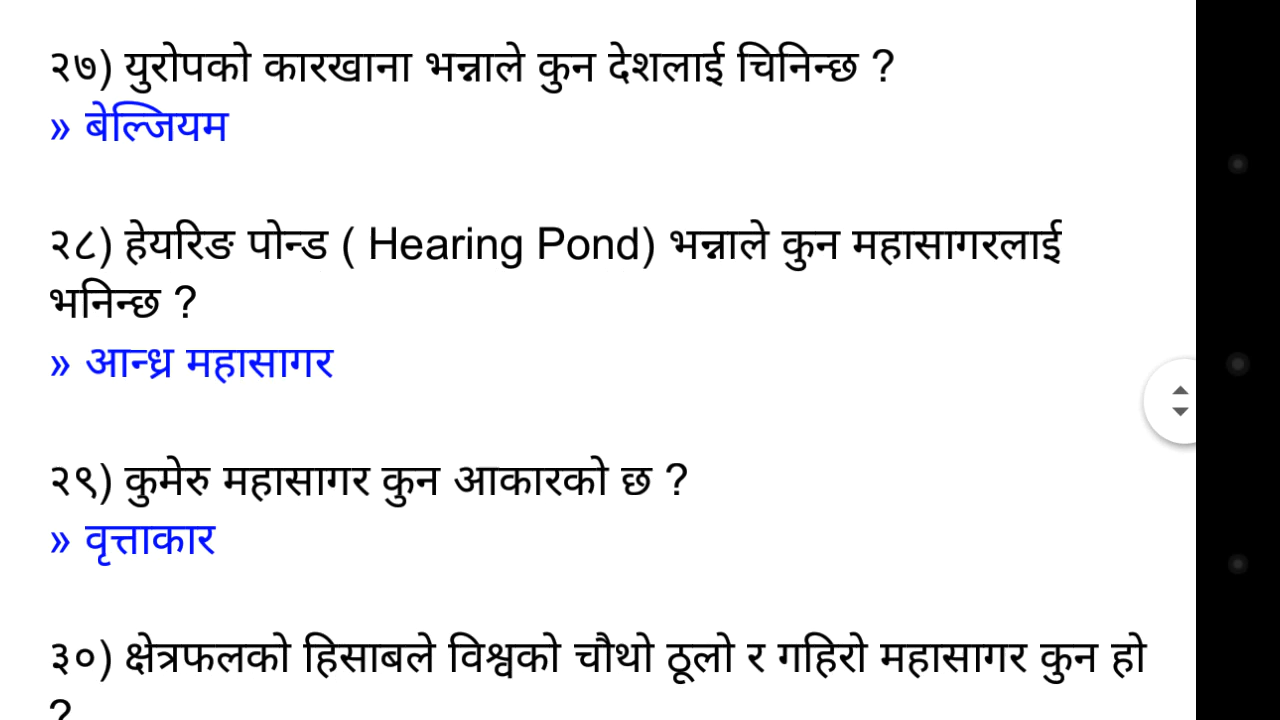 २७) युरोपको कारखाना भन्नाले कुन देशलाई चिनिन्छ ?
» बेल्जियम
२८) हेयरिङ पोन्ड ( Hearing Pond) भन्नाले कुन महासागरलाई
भनिन्छ ?
» आन्ध्र महासागर
२९) कुमेरु महासागर कुन आकारको छ ?
» वृत्ताकार
३०) क्षेत्रफलको हिसाबले विश्वको चौथो ठूलो र गहिरो महासागर कुन हो
?